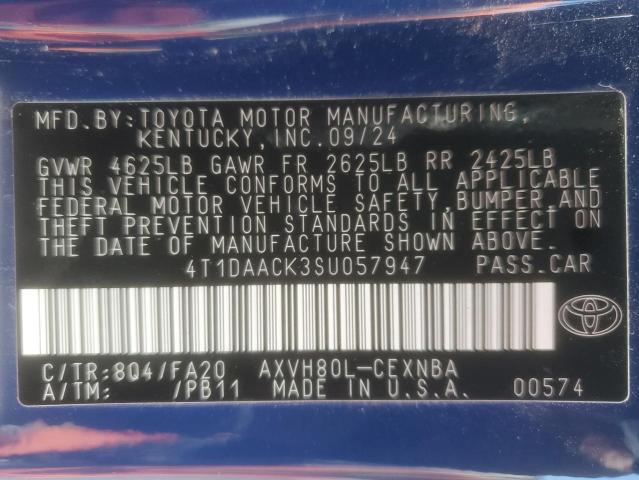 MFD.BY:TOYOTA MOTOR MANUFACTURING,
KENTUCKY,INC.09/24
GVWR 4625LB GAWR FR 2625LB RR 2425LB
THIS VEHICLE CONFORMS TO ALL APPLICABLE
FEDERAL MOTOR VEHICLE SAFETY,BUMPER,AND
THEFT PREVENTION STANDARDS IN EFFECT ON
THE DATE OF MANUFACTURE SHOWN ABOVE.
4T1DAACK3SU057947 PASS.CAR
C/TR:8Q4/FA20 AXVH80L-CEXNBA
A/TM: /PB11 MADE IN U.S.A. 00574